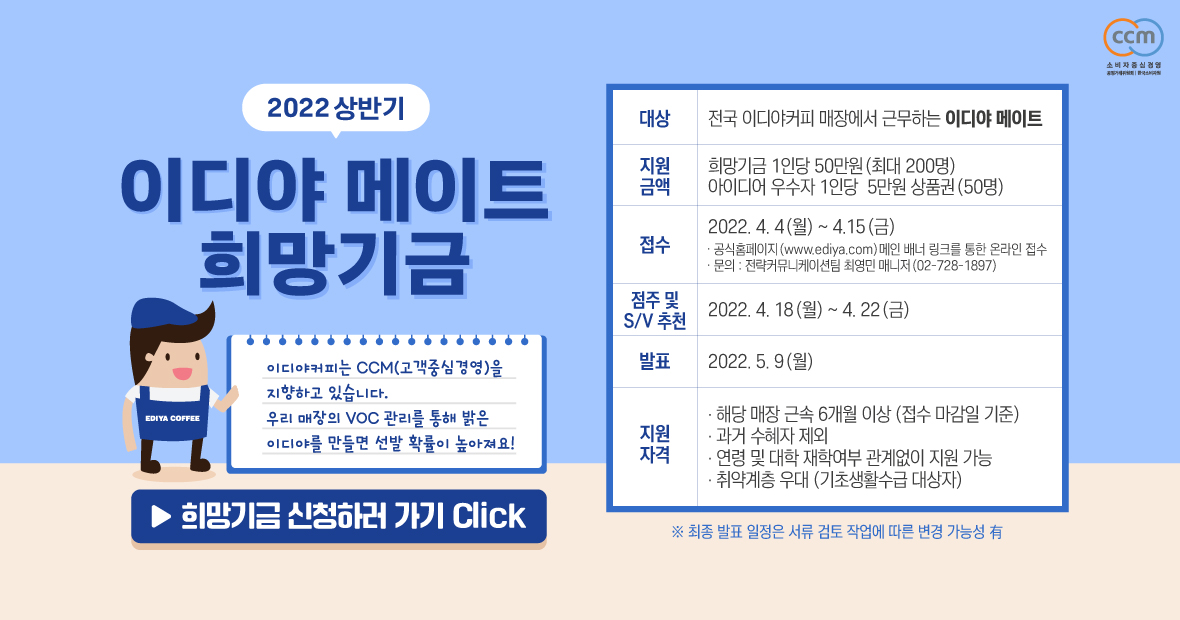 ccm
소비자중심경영
공정거래위원회 | 한국소비자원
2022 상반기
이디야 메이트
희망기금
EDIYA COFFEE
이디야커피는 CCM(고객중심경영)을
지향하고 있습니다.
우리 매장의 VOC 관리를 통해 밝은
이디야를 만들면 선발 확률이 높아져요!
▶ 희망기금 신청하러 가기 Click
대상
전국 이디야커피 매장에서 근무하는 이디야 메이트
지원
금액
희망기금 1인당 50만원(최대 200명)
아이디어 우수자 1인당 5만원 상품권(50명)
접수
2022. 4. 4(월) ~ 4.15(금)
· 공식홈페이지(www.ediya.com) 메인 배너 링크를 통한 온라인 접수
· 문의 : 전략커뮤니케이션팀 최영민 매니저(02-728-1897)
점주 및
S/V 추천
2022. 4. 18(월) ~ 4. 22(금)
발표
2022. 5. 9(월)
지원
자격
· 해당 매장 근속 6개월 이상 (접수 마감일 기준)
· 과거 수혜자 제외
· 연령 및 대학 재학여부 관계없이 지원 가능
· 취약계층 우대 (기초생활수급 대상자)
※ 최종 발표 일정은 서류 검토 작업에 따른 변경 가능성 有